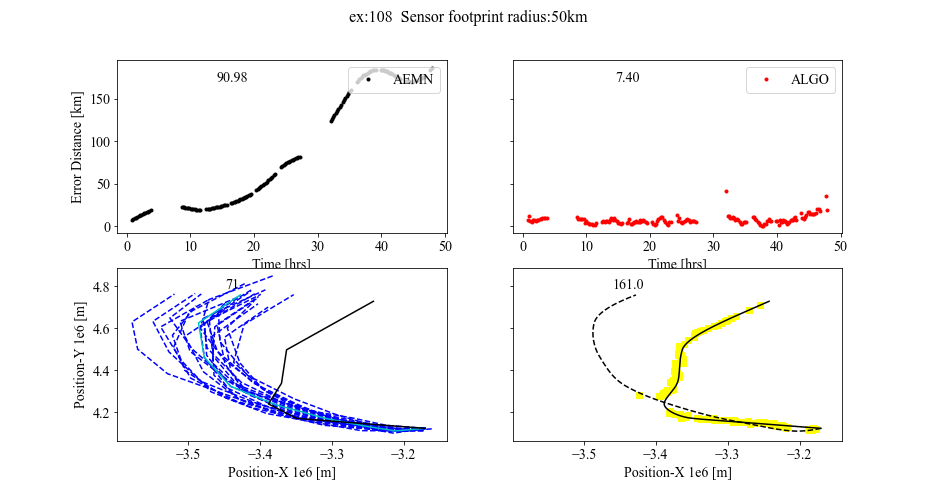 ex:108  Sensor footprint radius:50km
90.98
AEMN
Error Distance [km]
150
100
50
0
0 10 20 30 40 50
Time [hrs]
7.40
ALGO
0 10 20 30 40 50
Time [hrs]
71
Position-Y 1e6 [m]
4.8
4.6
4.4
4.2
−3.5 −3.4 −3.3 −3.2
Position-X 1e6 [m]
161.0
−3.5 −3.4 −3.3 −3.2
Position-X 1e6 [m]